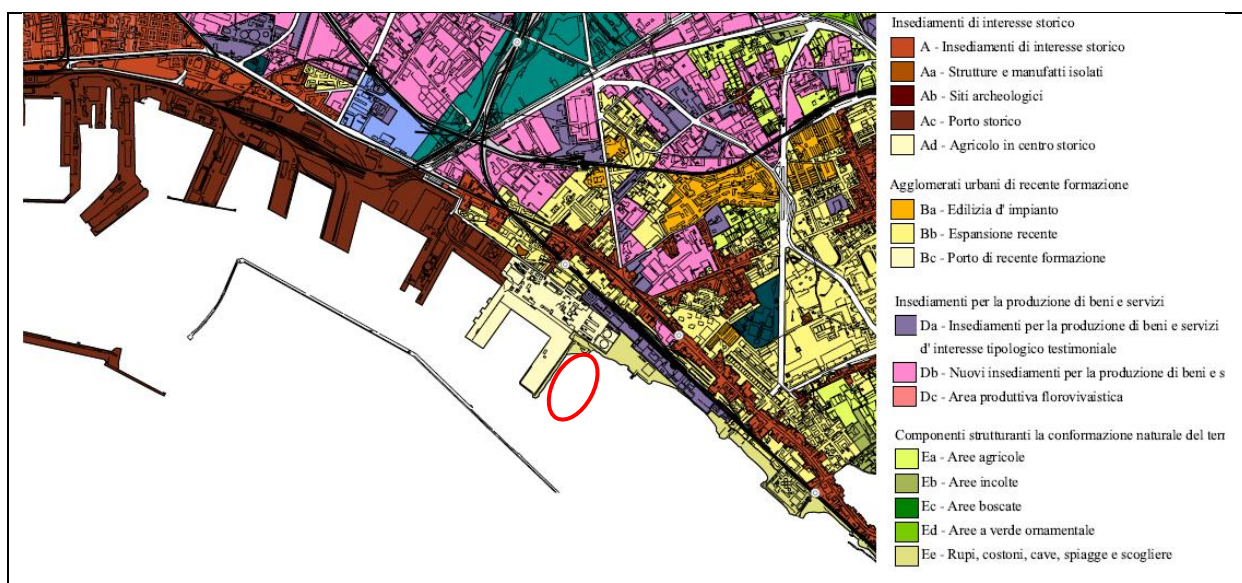 Insediamenti di interesse storico
A - Insediamenti di interesse storico
Aa - Strutture e manufatti isolati
Ab - Siti archeologici
Ac - Porto storico
Ad - Agricolo in centro storico
Agglomerati urbani di recente formazione
Ba - Edilizia d' impianto
Bb - Espansione recente
Bc - Porto di recente formazione
Insediamenti per la produzione di beni e servizi
Da - Insediamenti per la produzione di beni e servizi
d' interesse tipologico testimoniale
Db - Nuovi insediamenti per la produzione di beni e s
Dc - Area produttiva florovivaistica
Componenti strutturanti la conformazione naturale del terr
Ea - Aree agricole
Eb - Aree incolte
Ec - Aree boscate
Ed - Aree a verde ornamentale
Ee - Rupi, costoni, cave, spiagge e scogliere